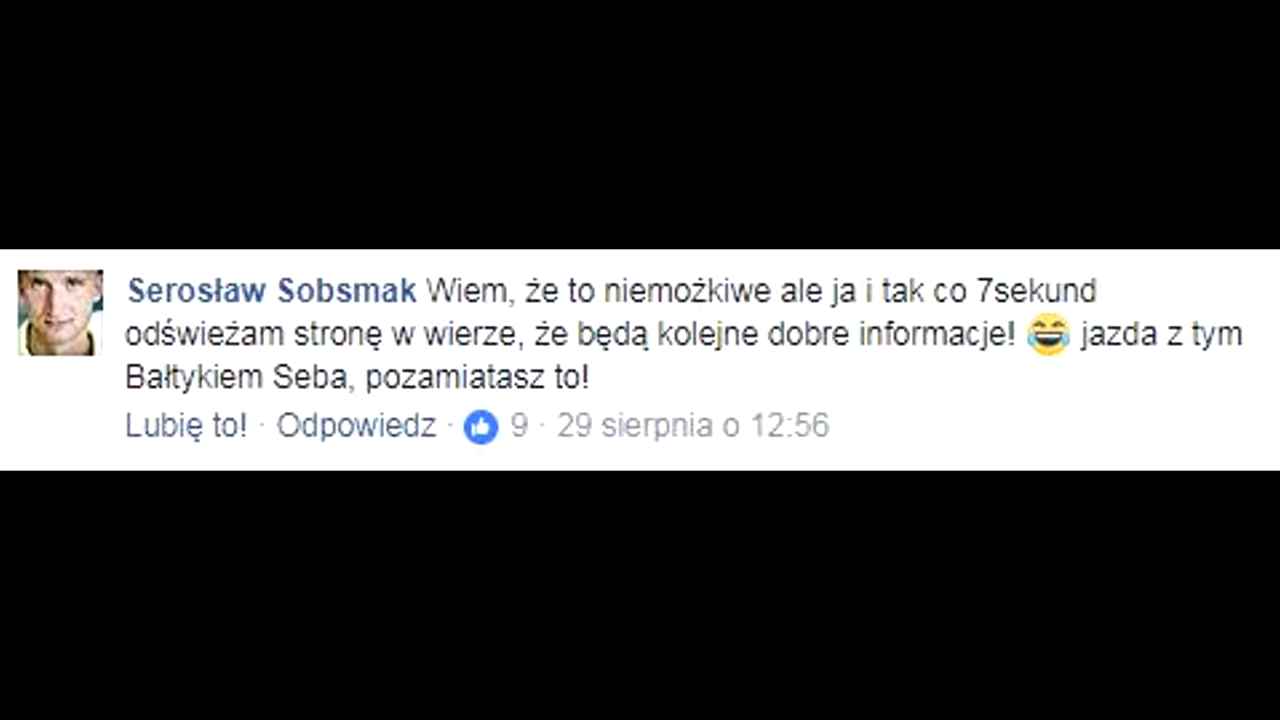 Serosław Sobsmak Wiem, że to niemożkiwe ale ja i tak co 7sekund
odświeżam stronę w wierze, że będą kolejne dobre informacje! 😂 jazda z tym
Bałtykiem Seba, pozamiatasz to!
Lubię to! · Odpowiedz · 9 · 29 sierpnia o 12:56